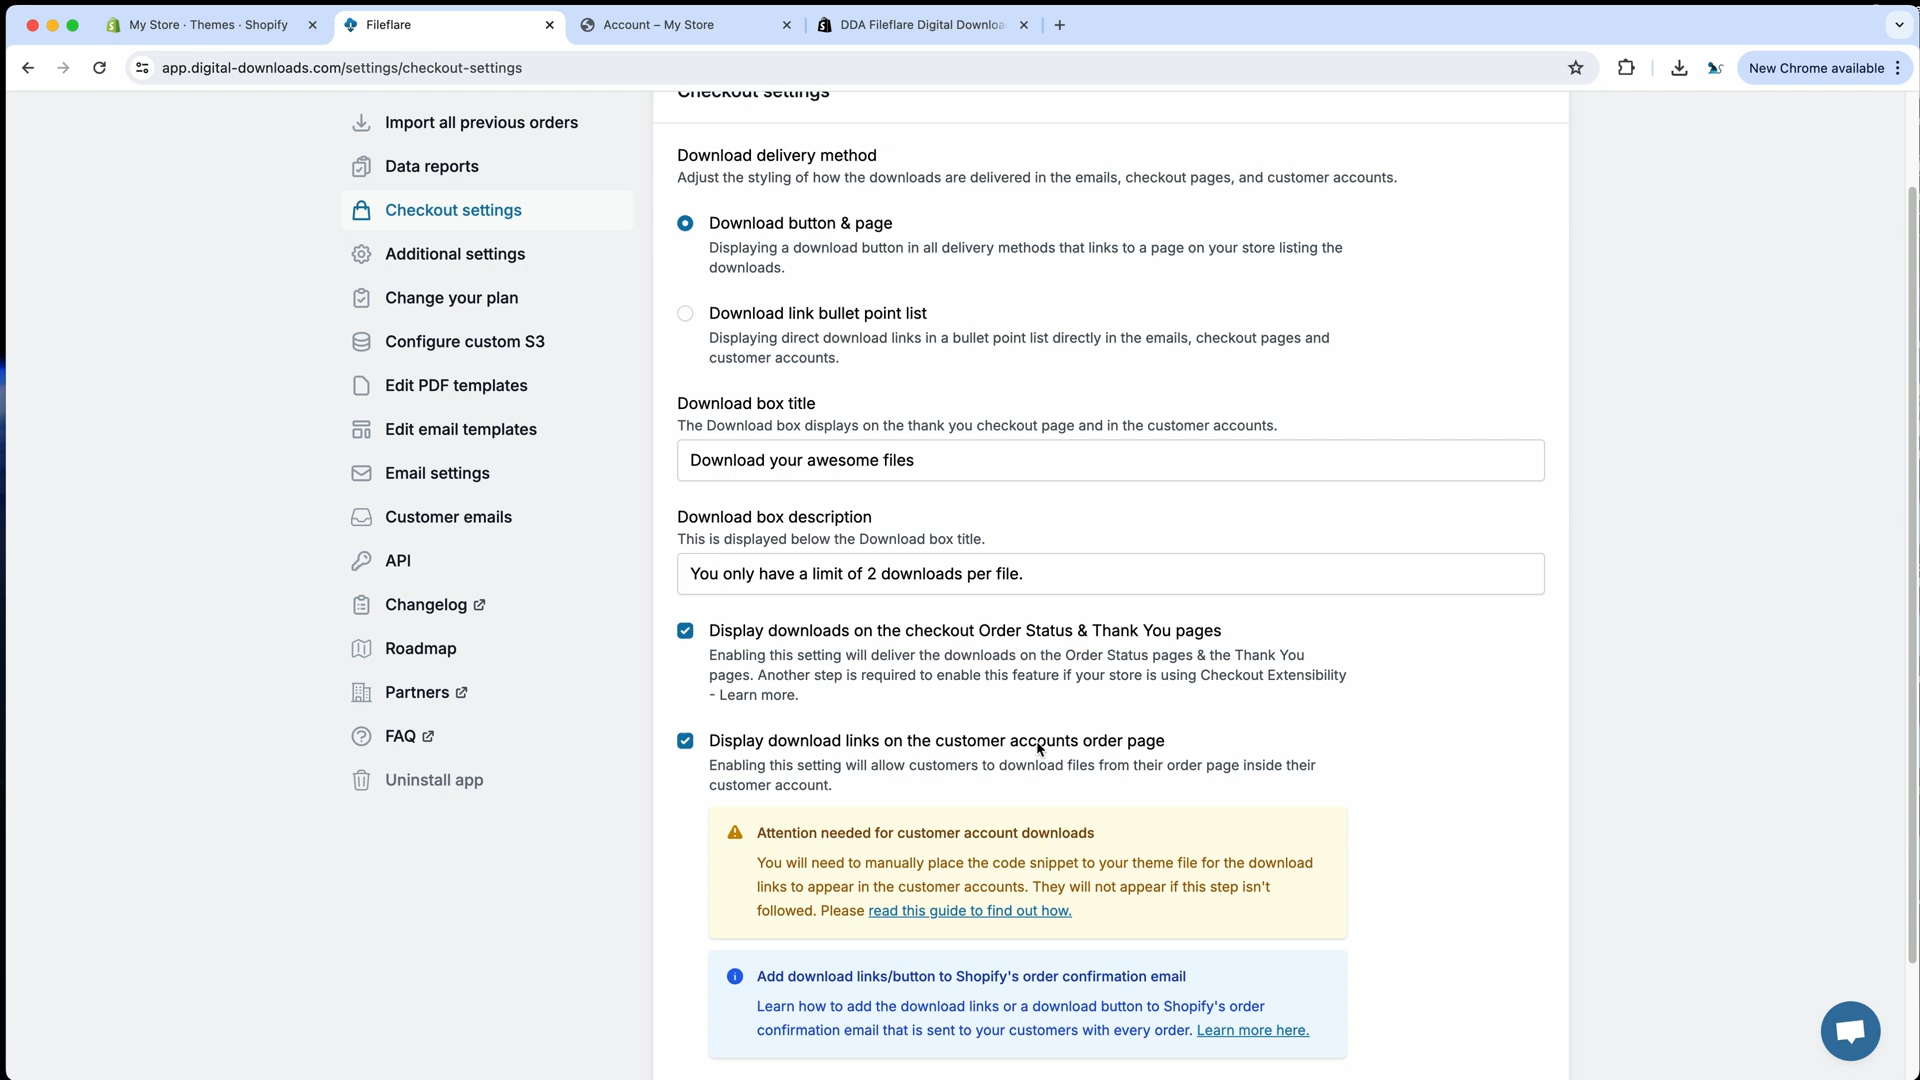 My Store · Themes · Shopify
Fileflare
Account – My Store
DDA Fileflare Digital Downloa
app.digital-downloads.com/settings/checkout-settings
New Chrome available
Import all previous orders
Data reports
Checkout settings
Additional settings
Change your plan
Configure custom S3
Edit PDF templates
Edit email templates
Email settings
Customer emails
API
Changelog
Roadmap
Partners
FAQ
Uninstall app
Checkout settings
Download delivery method
Adjust the styling of how the downloads are delivered in the emails, checkout pages, and customer accounts.
Download button & page
Displaying a download button in all delivery methods that links to a page on your store listing the
downloads.
Download link bullet point list
Displaying direct download links in a bullet point list directly in the emails, checkout pages and
customer accounts.
Download box title
The Download box displays on the thank you checkout page and in the customer accounts.
Download your awesome files
Download box description
This is displayed below the Download box title.
You only have a limit of 2 downloads per file.
Display downloads on the checkout Order Status & Thank You pages
Enabling this setting will deliver the downloads on the Order Status pages & the Thank You
pages. Another step is required to enable this feature if your store is using Checkout Extensibility
- Learn more.
Display download links on the customer accounts order page
Enabling this setting will allow customers to download files from their order page inside their
customer account.
Attention needed for customer account downloads
You will need to manually place the code snippet to your theme file for the download
links to appear in the customer accounts. They will not appear if this step isn't
followed. Please read this guide to find out how.
Add download links/button to Shopify's order confirmation email
Learn how to add the download links or a download button to Shopify's order
confirmation email that is sent to your customers with every order. Learn more here.